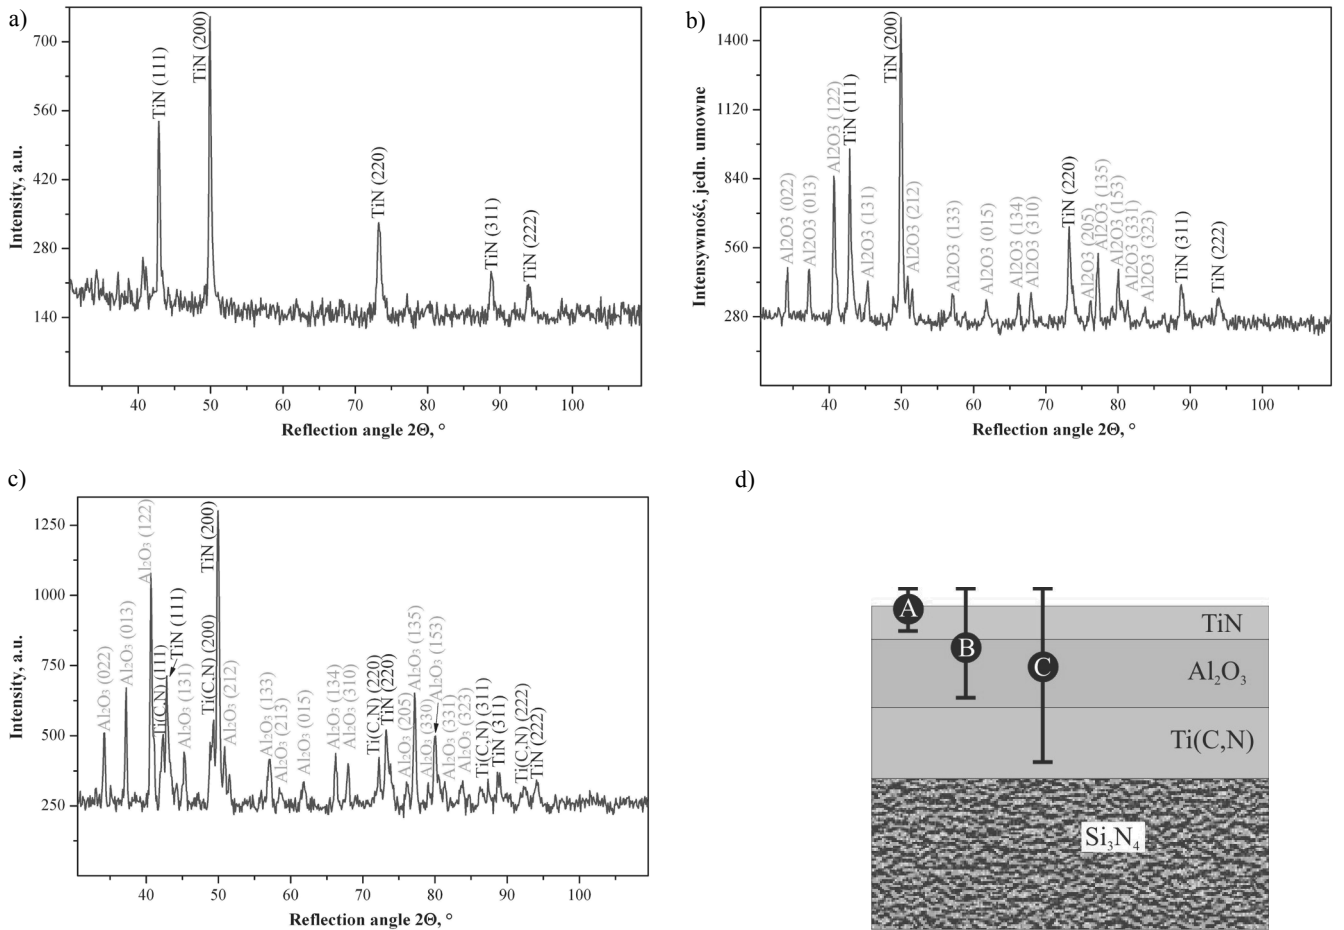 a)
700
560
420
280
140
Intensity, a.u.
TiN (111)
TiN (200)
TiN (220)
TiN (311)
TiN (222)
40 50 60 70 80 90 100
Reflection angle 2Θ, °
b)
1400
1120
840
560
280
Intensywność, jedn. umowne
Al2O3 (022)
Al2O3 (013)
Al2O3 (122)
TiN (111)
Al2O3 (131)
TiN (200)
Al2O3 (212)
Al2O3 (133)
Al2O3 (015)
Al2O3 (134)
Al2O3 (310)
TiN (220)
Al2O3 (205)
Al2O3 (135)
Al2O3 (153)
Al2O3 (331)
Al2O3 (323)
TiN (311)
TiN (222)
40 50 60 70 80 90 100
Reflection angle 2Θ, °
c)
1250
1000
750
500
250
Intensity, a.u.
Al₂O₃ (022)
Al₂O₃ (013)
Al₂O₃ (122)
Ti(C,N) (111)
TiN (111)
Al₂O₃ (131)
Ti(C,N) (200)
TiN (200)
Al₂O₃ (212)
Al₂O₃ (133)
Al₂O₃ (213)
Al₂O₃ (015)
Al₂O₃ (134)
Al₂O₃ (310)
Ti(C,N) (220)
TiN (220)
Al₂O₃ (205)
Al₂O₃ (135)
Al₂O₃ (330)
Al₂O₃ (153)
Al₂O₃ (331)
Al₂O₃ (323)
Ti(C,N) (311)
TiN (311)
Ti(C,N) (222)
TiN (222)
40 50 60 70 80 90 100
Reflection angle 2Θ, °
d)
A
TiN
B
C
Al₂O₃
Ti(C,N)
Si₃N₄